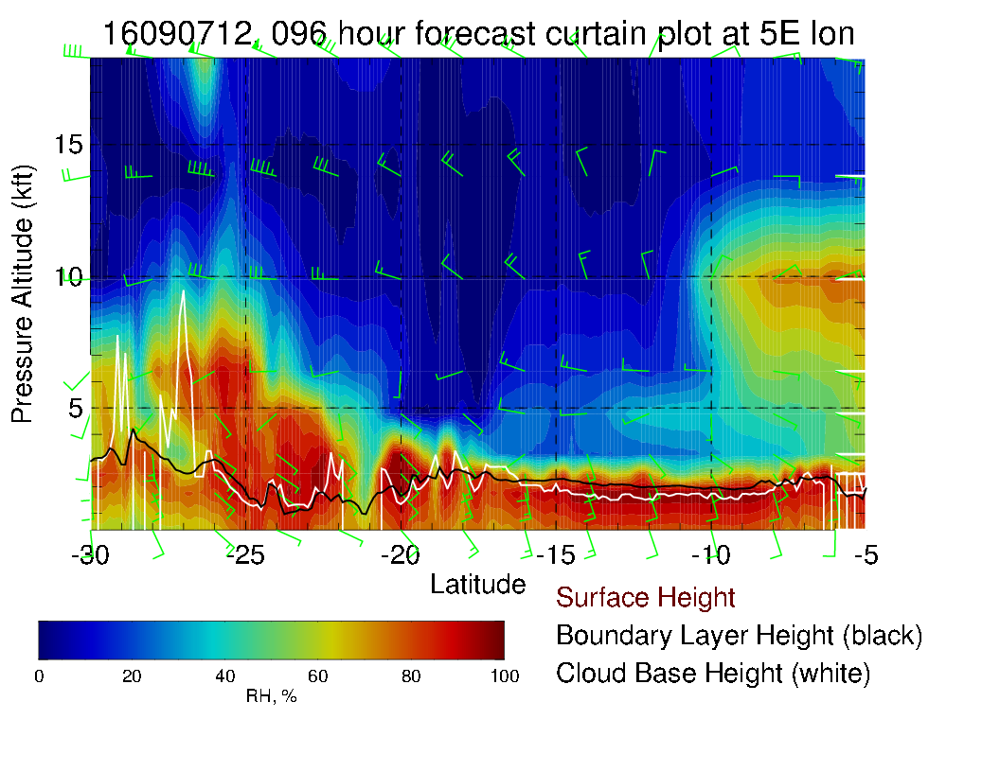 16090712, 096 hour forecast curtain plot at 5E lon
Pressure Altitude (kft)
15
10
5
-30 -25 -20 -15 -10 -5
Latitude
Surface Height
Boundary Layer Height (black)
Cloud Base Height (white)
0 20 40 60 80 100
RH, %